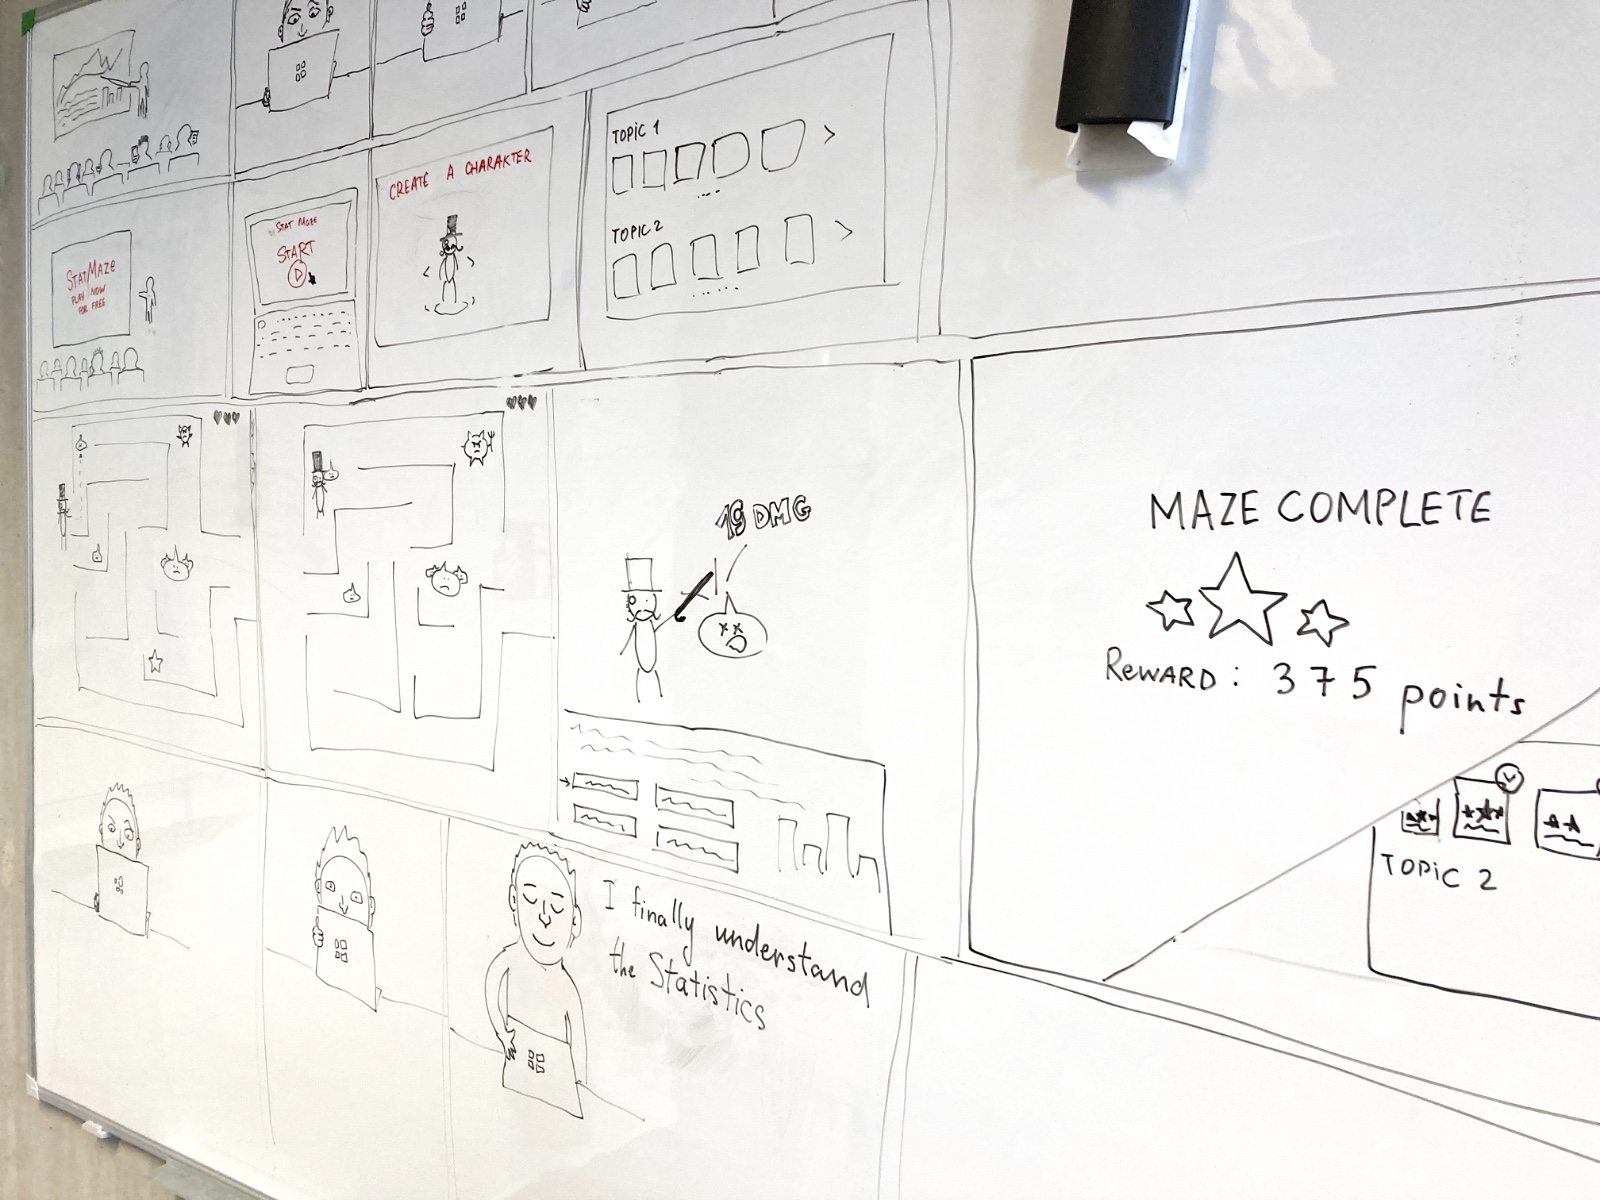 TOPIC 1
CREATE A CHARAKTER
TOPIC 2
STAT MAZE
START
STATMAZE
PLAY NOW
FOR FREE
19 DMG
MAZE COMPLETE
REWARD: 375 points
TOPIC 2
I finally understand
the Statistics